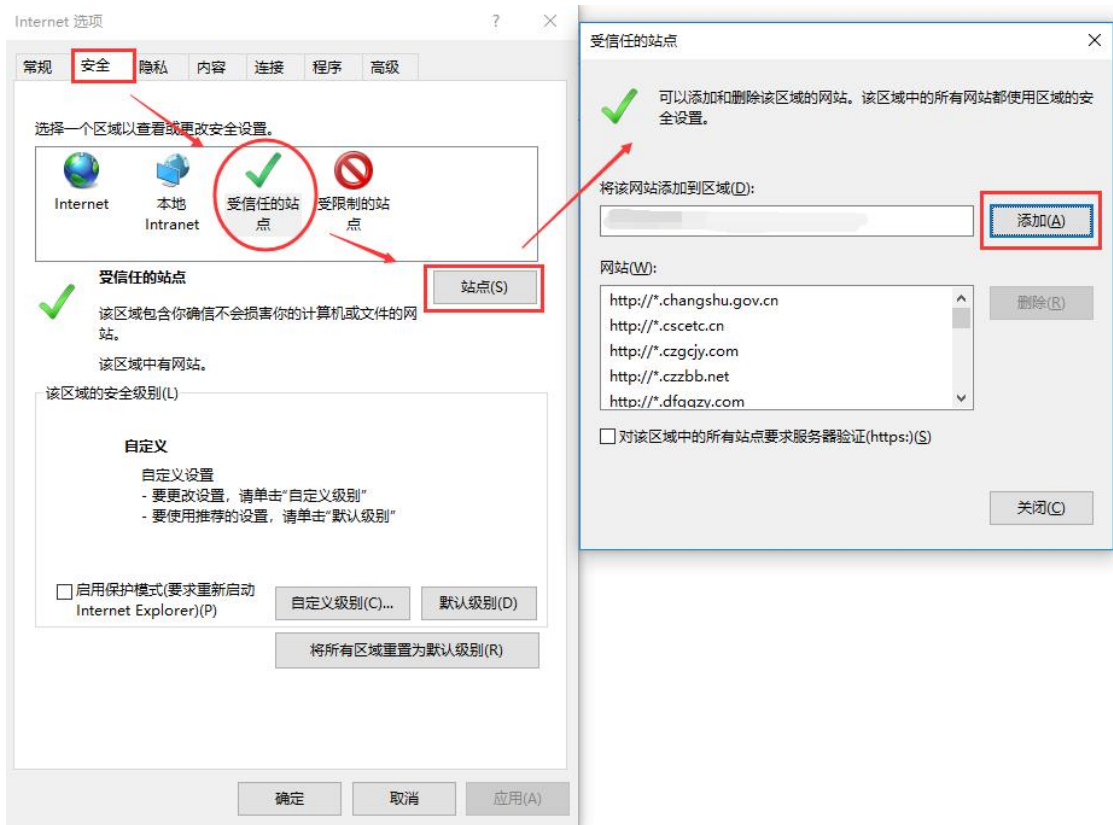 Internet 选项
?
常规 安全 隐私 内容 连接 程序 高级
选择一个区域以查看或更改安全设置。
Internet
本地
Intranet
受信任的站
点
受限制的站
点
受信任的站点
站点(S)
该区域包含你确信不会损害你的计算机或文件的网
站。
该区域中有网站。
该区域的安全级别(L)
自定义
自定义设置
- 要更改设置，请单击“自定义级别”
- 要使用推荐的设置，请单击“默认级别”
启用保护模式(要求重新启动
Internet Explorer)(P)
自定义级别(C)...
默认级别(D)
将所有区域重置为默认级别(R)
确定
取消
应用(A)
受信任的站点
可以添加和删除该区域的网站。该区域中的所有网站都使用区域的安
全设置。
将该网站添加到区域(D):
添加(A)
网站(W):
http://*.changshu.gov.cn
http://*.cscetc.cn
http://*.czgcjy.com
http://*.czzbb.net
http://*.dfggzy.com
删除(R)
对该区域中的所有站点要求服务器验证(https:)(S)
关闭(C)